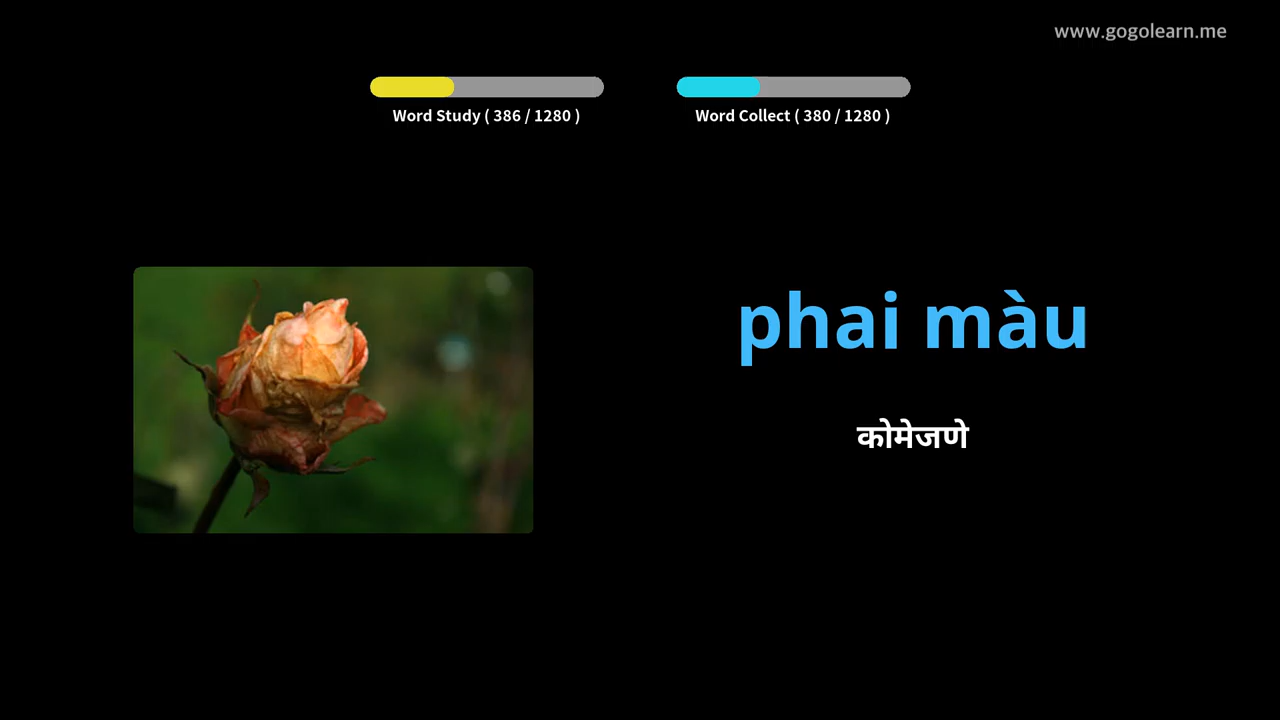 www.gogolearn.me
Word Study ( 386 / 1280 )
Word Collect ( 380 / 1280 )
phai màu
कोमेजणे